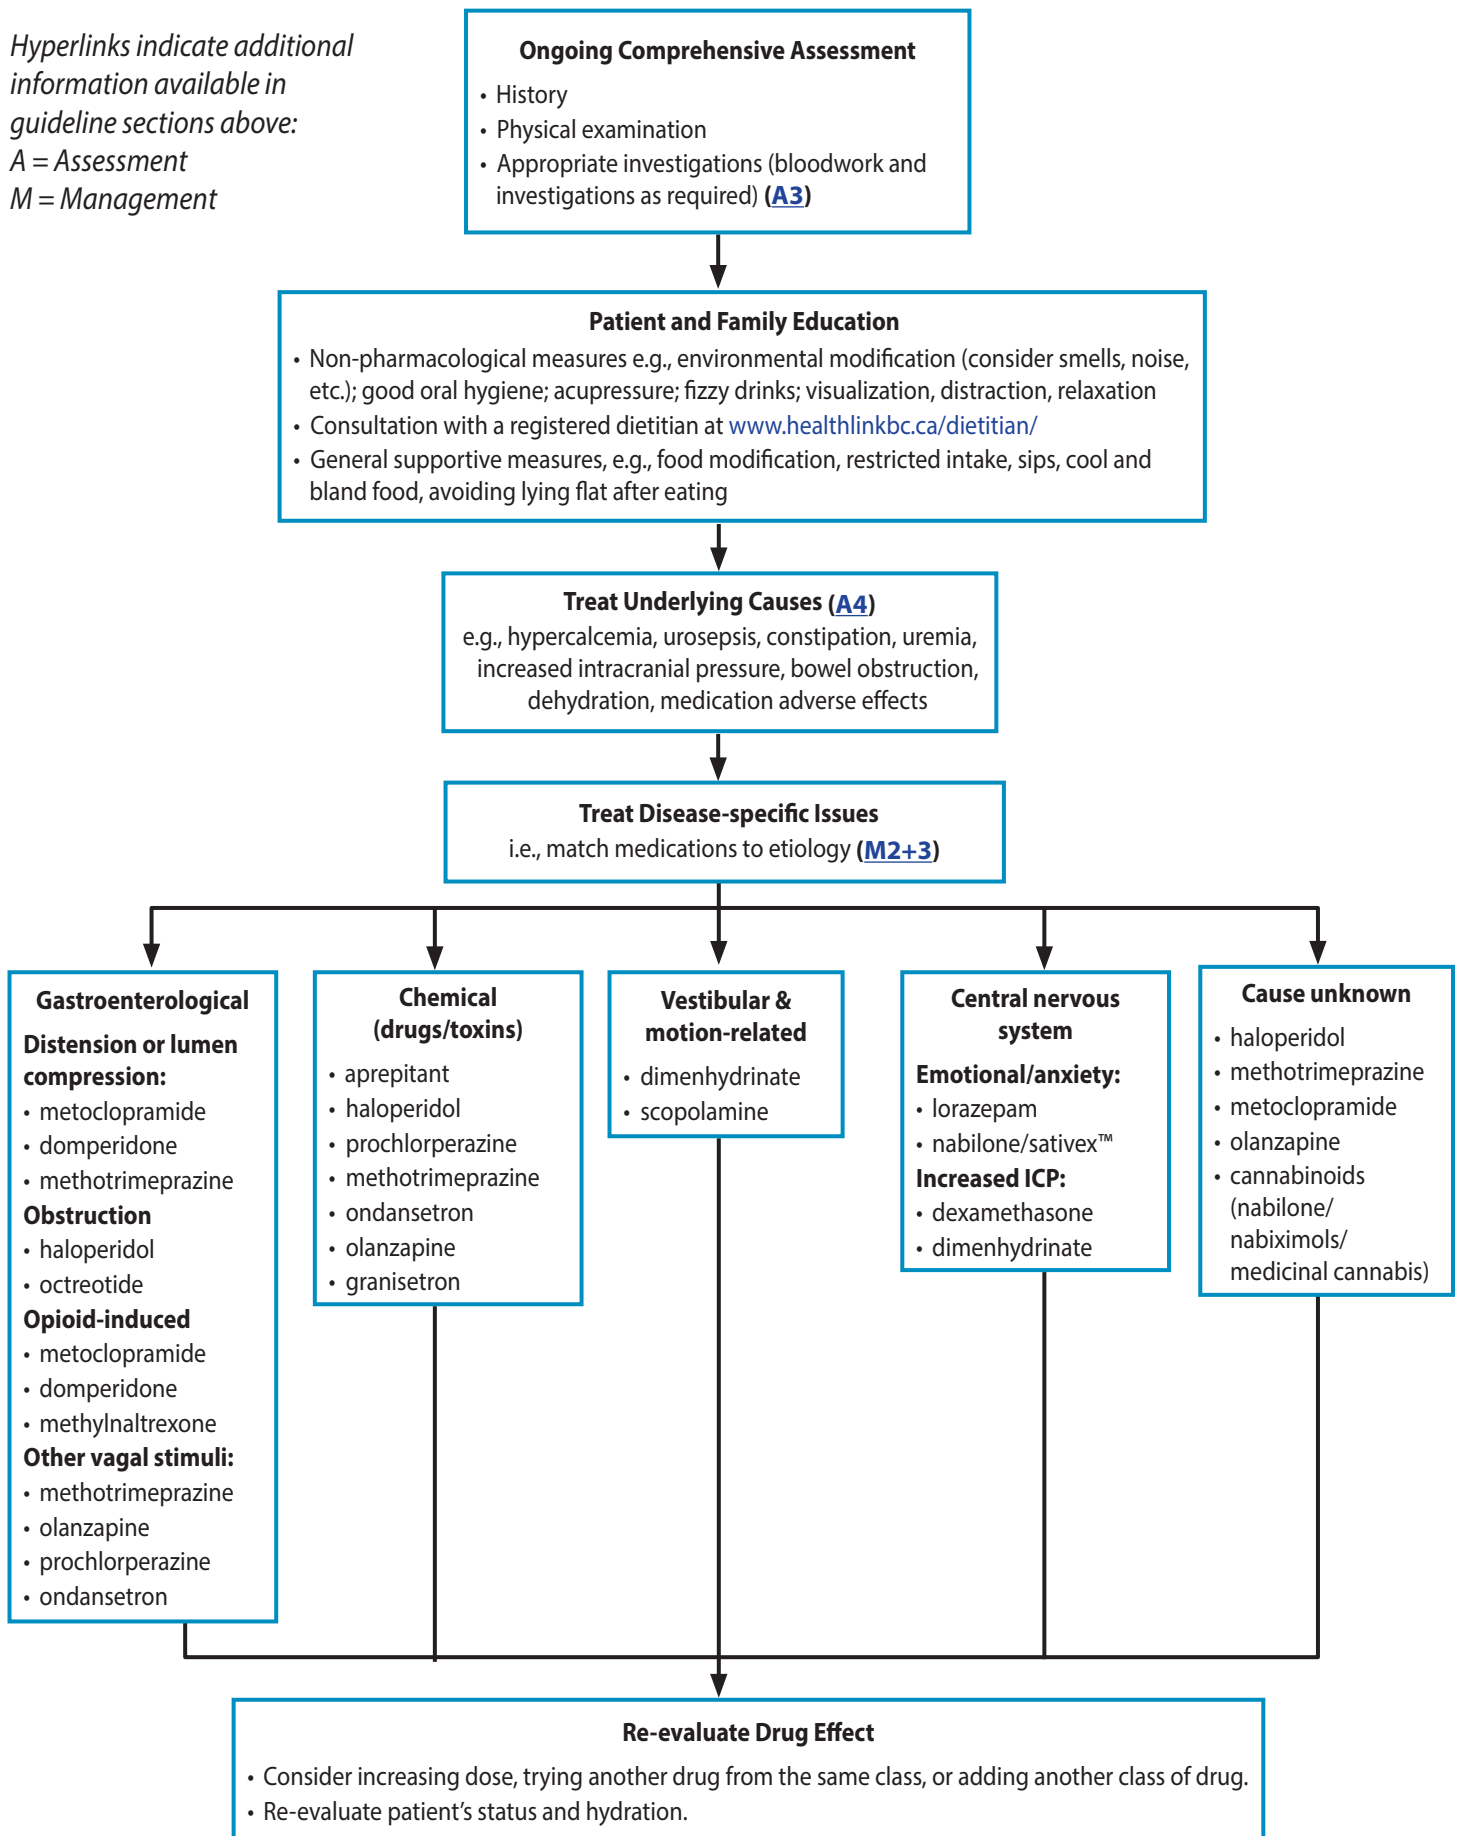 Hyperlinks indicate additional
information available in
guideline sections above:
A = Assessment
M = Management
Ongoing Comprehensive Assessment
• History
• Physical examination
• Appropriate investigations (bloodwork and
investigations as required) (A3)
Patient and Family Education
• Non-pharmacological measures e.g., environmental modification (consider smells, noise,
etc.); good oral hygiene; acupressure; fizzy drinks; visualization, distraction, relaxation
• Consultation with a registered dietitian at www.healthlinkbc.ca/dietitian/
• General supportive measures, e.g., food modification, restricted intake, sips, cool and
bland food, avoiding lying flat after eating
Treat Underlying Causes (A4)
e.g., hypercalcemia, urosepsis, constipation, uremia,
increased intracranial pressure, bowel obstruction,
dehydration, medication adverse effects
Treat Disease-specific Issues
i.e., match medications to etiology (M2+3)
Gastroenterological
Distension or lumen
compression:
• metoclopramide
• domperidone
• methotrimeprazine
Obstruction
• haloperidol
• octreotide
Opioid-induced
• metoclopramide
• domperidone
• methylnaltrexone
Other vagal stimuli:
• methotrimeprazine
• olanzapine
• prochlorperazine
• ondansetron
Chemical
(drugs/toxins)
• aprepitant
• haloperidol
• prochlorperazine
• methotrimeprazine
• ondansetron
• olanzapine
• granisetron
Vestibular &
motion-related
• dimenhydrinate
• scopolamine
Central nervous
system
Emotional/anxiety:
• lorazepam
• nabilone/sativex™
Increased ICP:
• dexamethasone
• dimenhydrinate
Cause unknown
• haloperidol
• methotrimeprazine
• metoclopramide
• olanzapine
• cannabinoids
(nabilone/
nabiximols/
medicinal cannabis)
Re-evaluate Drug Effect
• Consider increasing dose, trying another drug from the same class, or adding another class of drug.
• Re-evaluate patient's status and hydration.